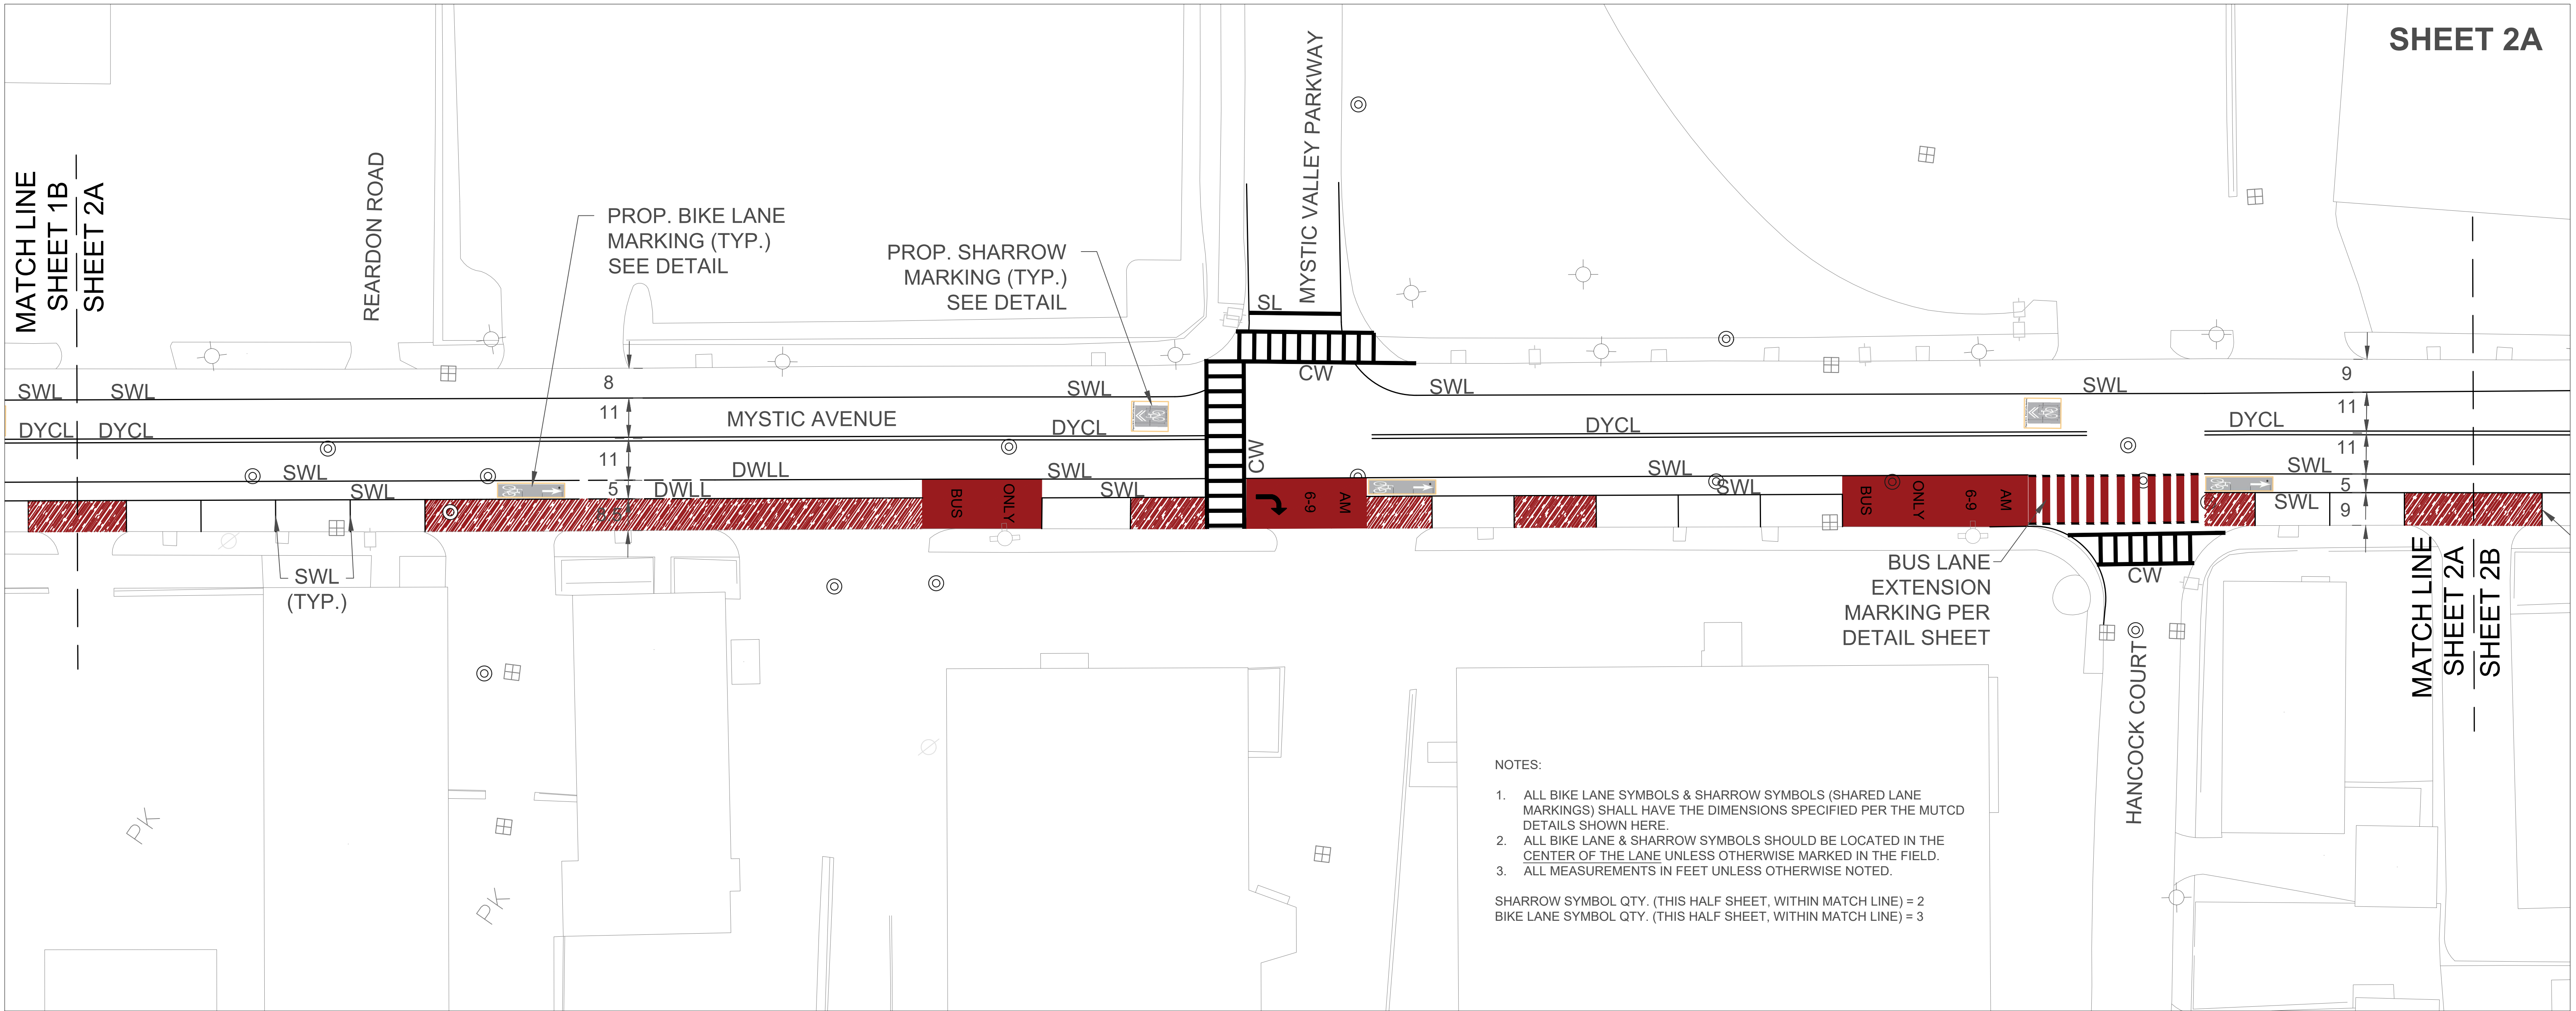 SHEET 2A
MATCH LINE
SHEET 1B
SHEET 2A
REARDON ROAD
PROP. BIKE LANE
MARKING (TYP.)
SEE DETAIL
PROP. SHARROW
MARKING (TYP.)
SEE DETAIL
MYSTIC VALLEY PARKWAY
SL
CW
SWL
SWL
8
SWL
SWL
SWL
9
11
MYSTIC AVENUE
11
DYCL
DYCL
DYCL
DYCL
DYCL
11
11
CW
SWL
DWLL
SWL
SWL
SWL
SWL
5
DWLL
SWL
SWL
5
SWL
8.5
9
BUS
ONLY
6-9
AM
BUS
ONLY
6-9
AM
SWL
(TYP.)
BUS LANE
EXTENSION
MARKING PER
DETAIL SHEET
CW
HANCOCK COURT
MATCH LINE
SHEET 2A
SHEET 2B
PK
PK
NOTES:
1. ALL BIKE LANE SYMBOLS & SHARROW SYMBOLS (SHARED LANE
MARKINGS) SHALL HAVE THE DIMENSIONS SPECIFIED PER THE MUTCD
DETAILS SHOWN HERE.
2. ALL BIKE LANE & SHARROW SYMBOLS SHOULD BE LOCATED IN THE
CENTER OF THE LANE UNLESS OTHERWISE MARKED IN THE FIELD.
3. ALL MEASUREMENTS IN FEET UNLESS OTHERWISE NOTED.
SHARROW SYMBOL QTY. (THIS HALF SHEET, WITHIN MATCH LINE) = 2
BIKE LANE SYMBOL QTY. (THIS HALF SHEET, WITHIN MATCH LINE) = 3